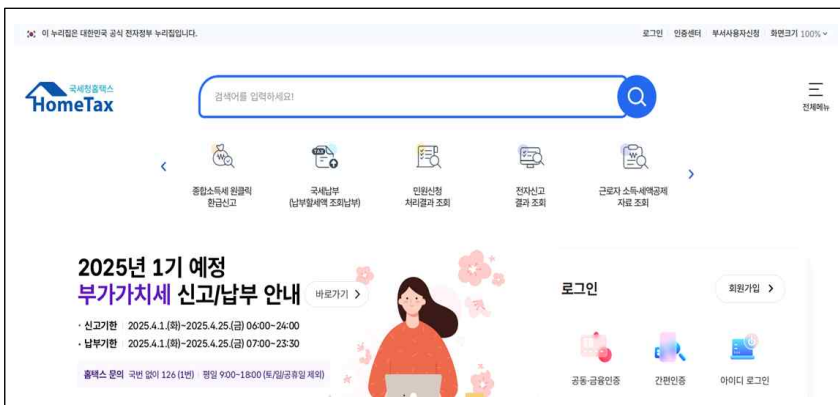 이 누리집은 대한민국 공식 전자정부 누리집입니다.
로그인 인증센터 부서사용자신청 화면크기 100%
국세청홈택스
HomeTax
검색어를 입력하세요!
전체메뉴
종합소득세 원클릭
환급신고
국세납부
(납부할세액 조회납부)
민원신청
처리결과 조회
전자신고
결과 조회
근로자 소득·세액공제
자료 조회
2025년 1기 예정
부가가치세 신고/납부 안내
바로가기
· 신고기한 2025.4.1.(화)~2025.4.25.(금) 06:00~24:00
· 납부기한 2025.4.1.(화)~2025.4.25.(금) 07:00~23:30
홈택스 문의 국번 없이 126 (1번) 평일 9:00~18:00 (토/일/공휴일 제외)
로그인
회원가입
공동·금융인증
간편인증
아이디 로그인